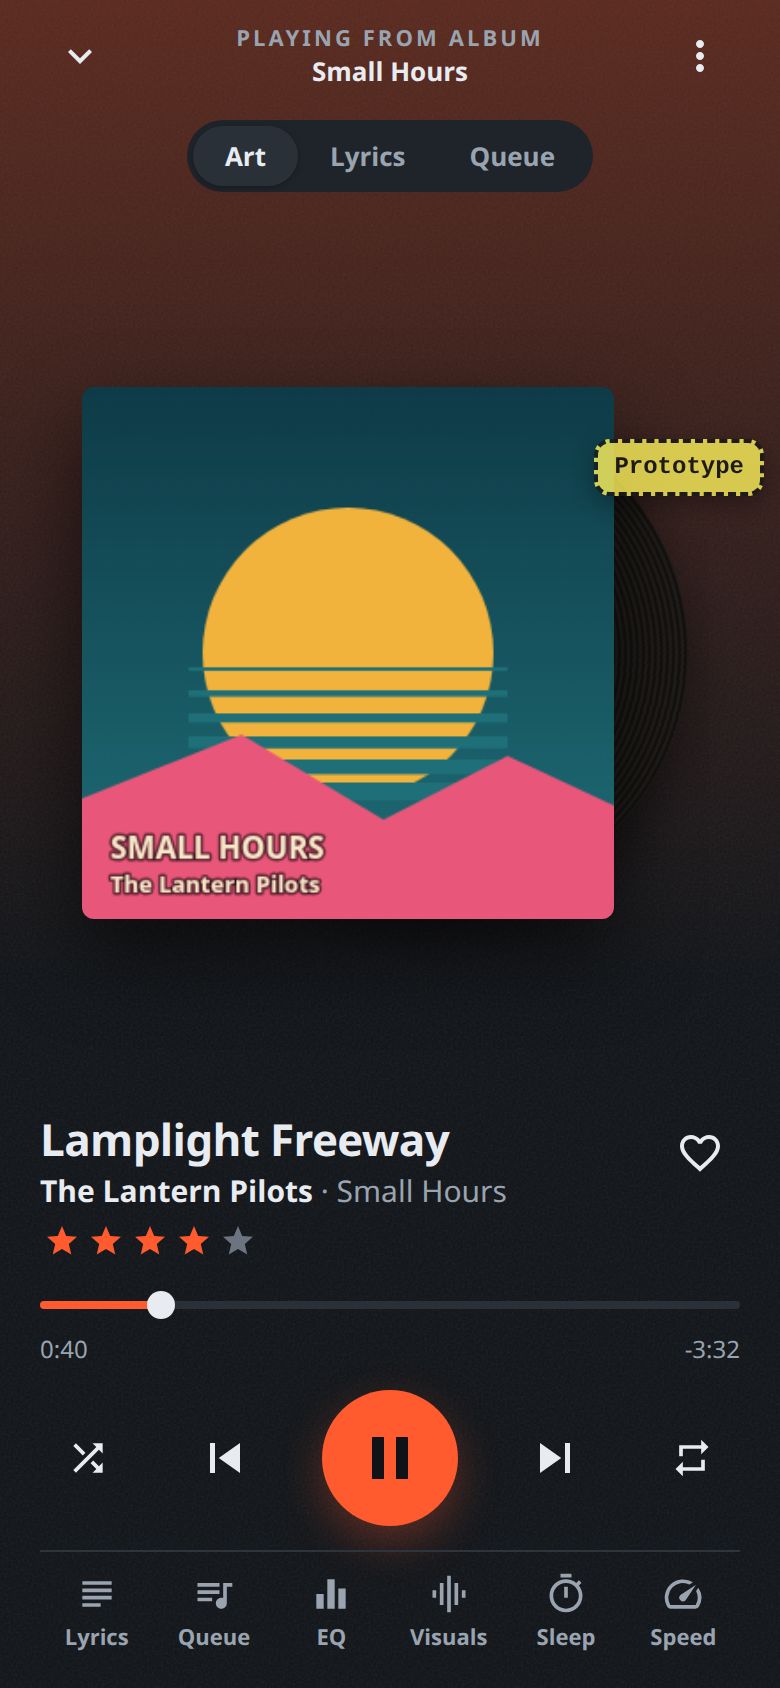 PLAYING FROM ALBUM
Small Hours
Art Lyrics Queue
Prototype
SMALL HOURS
The Lantern Pilots
Lamplight Freeway
The Lantern Pilots · Small Hours
0:40 -3:32
Lyrics Queue EQ Visuals Sleep Speed